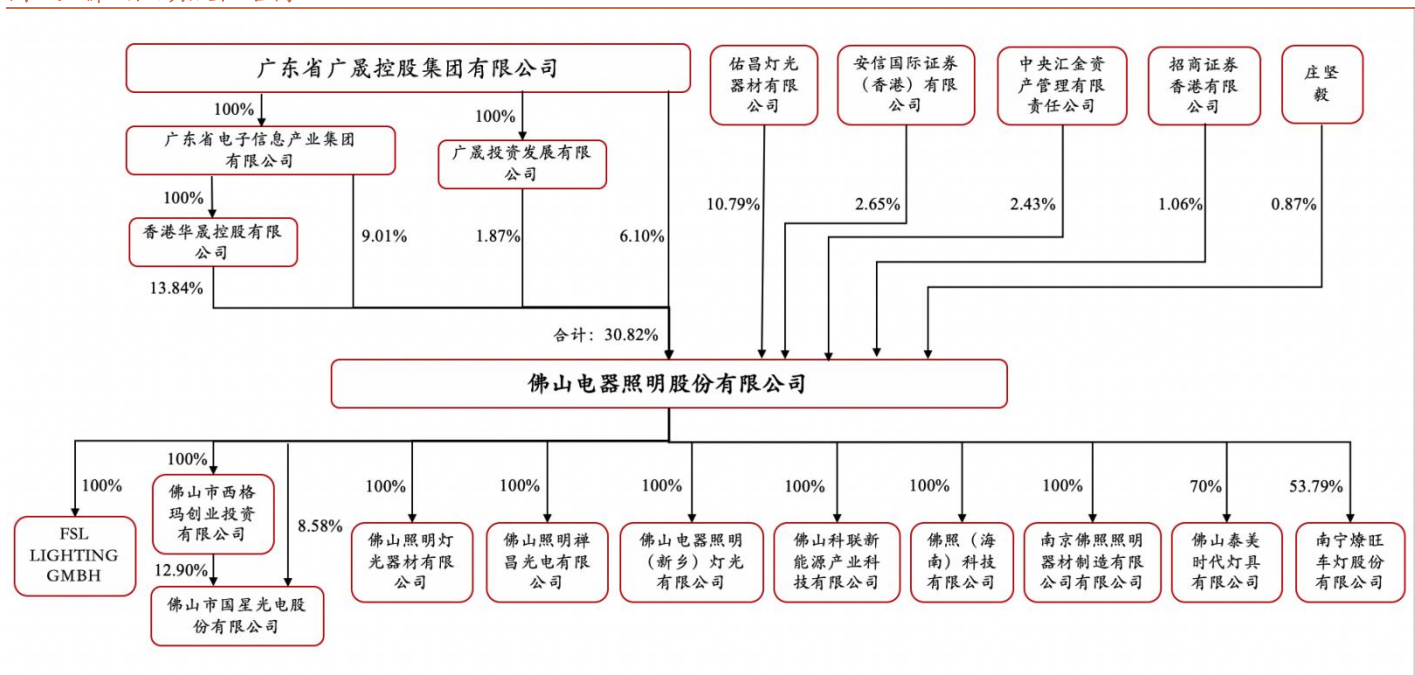 广东省广晟控股集团有限公司
佑昌灯光
器材有限
公司
安信国际证券
（香港）有限
公司
中央汇金资
产管理有限
责任公司
招商证券
香港有限
公司
庄坚
毅
100%
100%
广东省电子信息产业集团
有限公司
广晟投资发展有限
公司
100%
香港华晟控股有限
公司
9.01%
1.87%
6.10%
10.79%
2.65%
2.43%
1.06%
0.87%
13.84%
合计：30.82%
佛山电器照明股份有限公司
100%
100%
8.58%
100%
100%
100%
100%
100%
100%
70%
53.79%
FSL
LIGHTING
GMBH
佛山市西格
玛创业投资
有限公司
12.90%
佛山市国星光电股
份有限公司
佛山照明灯
光器材有限
公司
佛山照明禅
昌光电有限
公司
佛山电器照明
（新乡）灯光
有限公司
佛山科联新
能源产业科
技有限公司
佛照（海
南）科技
有限公司
南京佛照照明
器材制造有限
公司有限公司
佛山泰美
时代灯具
有限公司
南宁燎旺
车灯股份
有限公司